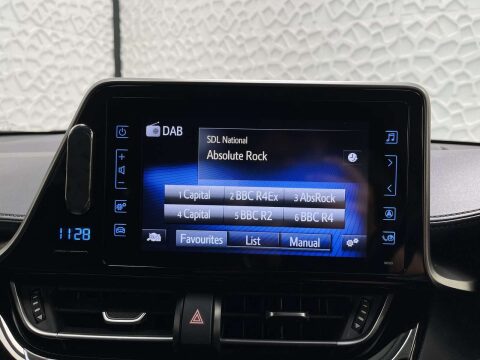 DAB
SDL National
Absolute Rock
1 Capital 2 BBC R4Ex 3 AbsRock
4 Capital 5 BBC R2 6 BBC R4
Favourites List Manual
11:28